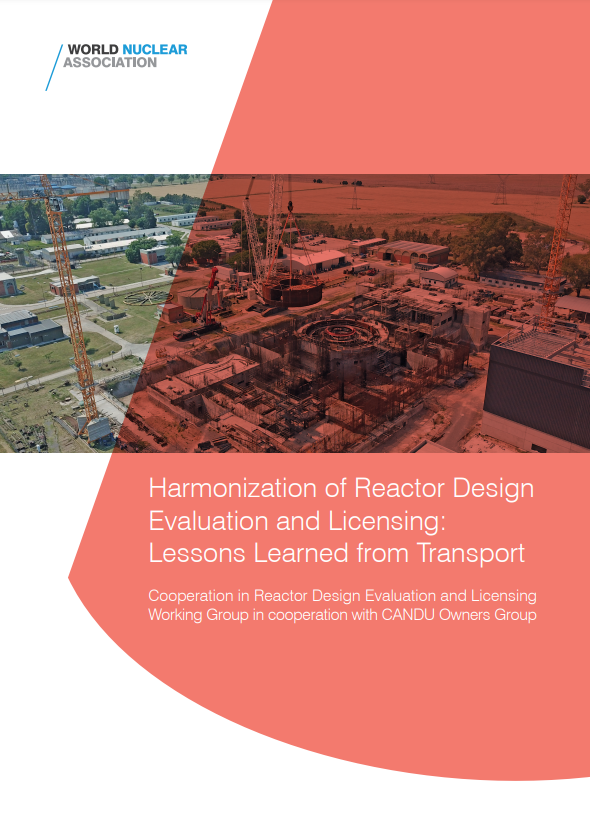 WORLD NUCLEAR
ASSOCIATION
Harmonization of Reactor Design
Evaluation and Licensing:
Lessons Learned from Transport
Cooperation in Reactor Design Evaluation and Licensing
Working Group in cooperation with CANDU Owners Group